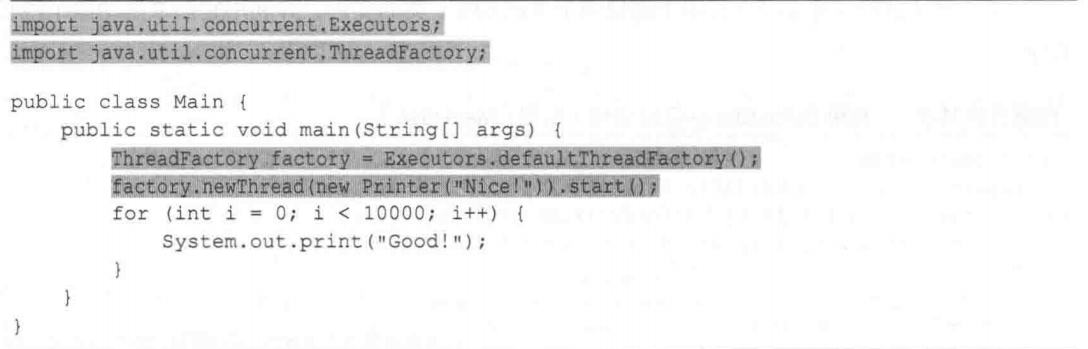 import java.util.concurrent.Executors;
import java.util.concurrent.ThreadFactory;

public class Main {
    public static void main(String[] args) {
        ThreadFactory factory = Executors.defaultThreadFactory();
        factory.newThread(new Printer("Nice!")).start();
        for (int i = 0; i < 10000; i++) {
            System.out.print("Good!");
        }
    }
}